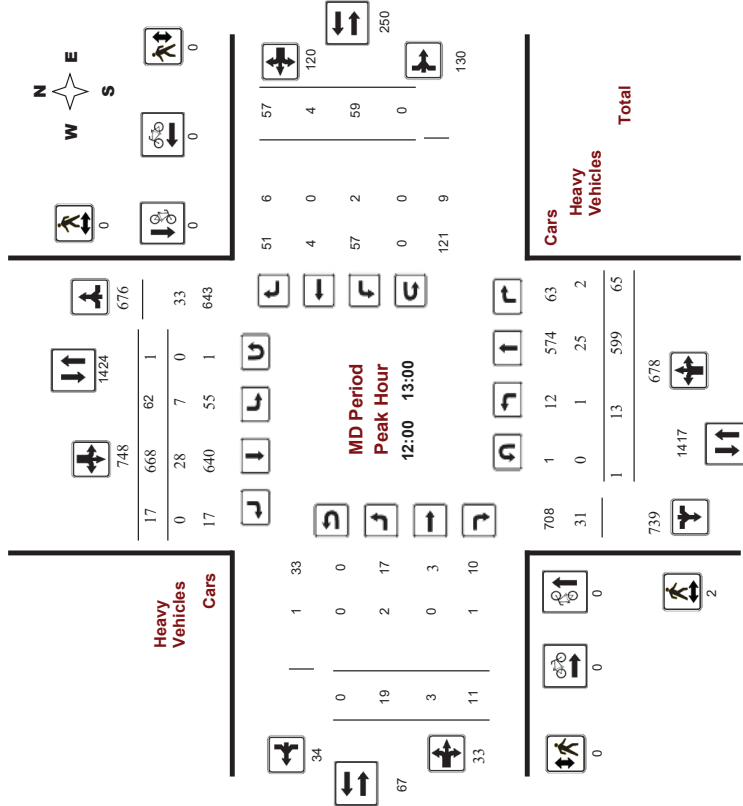 N
W E
S
0
0
0
0
Heavy
Vehicles
Cars
748
1424
676
17 668 62 1
0 28 7 0 33
17 640 55 1 643
51 6 57
4 0 4
57 2 59
0 0 0
121 9
120
250
130
MD Period
Peak Hour
12:00 13:00
1 33
0 0 0
19 2 17
3 0 3
11 1 10
34
67
33
708 1 12 574 63 Cars
31 0 1 25 2 Heavy
Vehicles
1 13 599 65 Total
739
1417
678
0
0
0
2